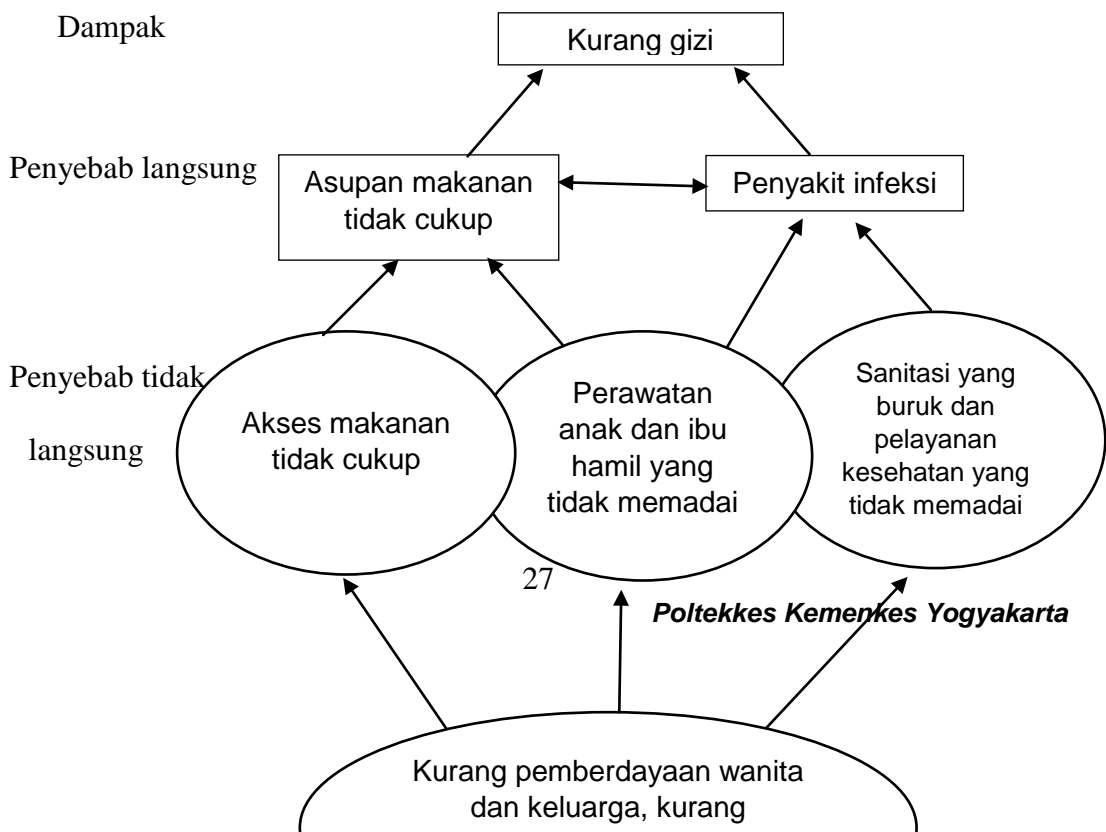 Dampak
Kurang gizi
Penyebab langsung
Asupan makanan
tidak cukup
Penyakit infeksi
Penyebab tidak
langsung
Akses makanan
tidak cukup
Perawatan
anak dan ibu
hamil yang
tidak memadai
Sanitasi yang
buruk dan
pelayanan
kesehatan yang
tidak memadai
27
Poltekkes Kemenkes Yogyakarta
Kurang pemberdayaan wanita
dan keluarga, kurang